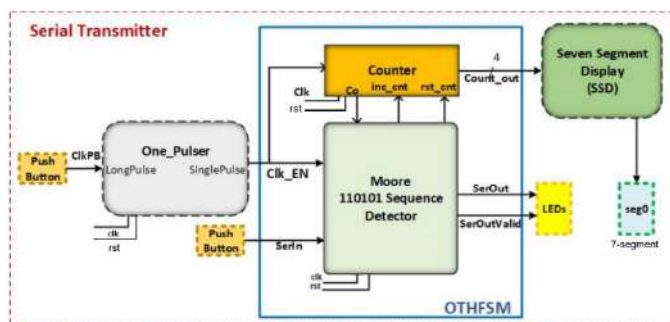 Serial Transmitter
4
Counter
Co inc_cnt rst_cnt
Count_out
Clk
rst
Seven Segment
Display
(SSD)
ClkPB
One_Pulser
LongPulse SinglePulse
Push
Button
Clk_EN
Moore
110101 Sequence
Detector
SerOut
SerOutValid
LEDs
seg0
7-segment
clk
rst
Push
Button
SerIn
clk
rst
OTHFSM